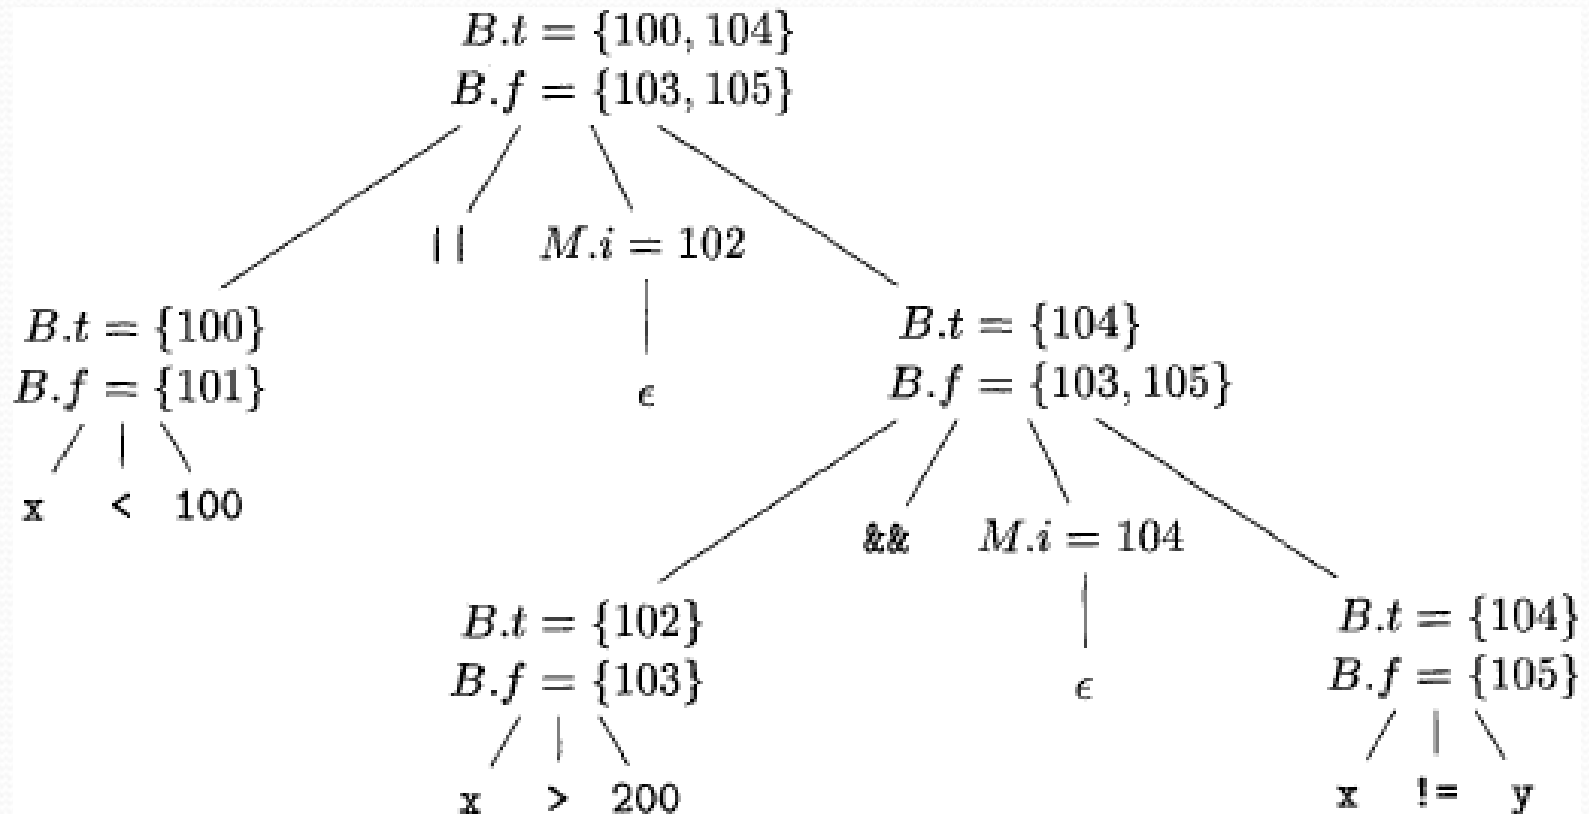 B.t = {100, 104}
B.f = {103, 105}
|| M.i = 102
B.t = {100}
B.f = {101}
ϵ
B.t = {104}
B.f = {103, 105}
x < 100
&& M.i = 104
B.t = {102}
B.f = {103}
ϵ
B.t = {104}
B.f = {105}
x > 200
x != y